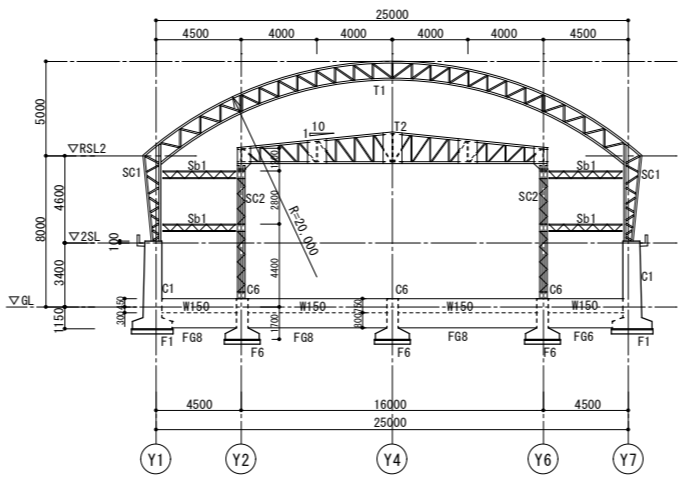 25000
4500 4000 4000 4000 4000 4500
5000
T1
10
1
T2
▽RSL2
SC1 Sb1 Sb1 SC1
SC2 2800 SC2
4600
R=20.000
8000
Sb1 Sb1
▽2SL
100
3400
4400
C1 C6 C6 C6 C1
▽GL
W150 W150 W150 W150
1150
300
1700
800
F1 FG8 FG8 FG8 FG6 F1
F6 F6 F6
4500 16000 4500
25000
Y1 Y2 Y4 Y6 Y7